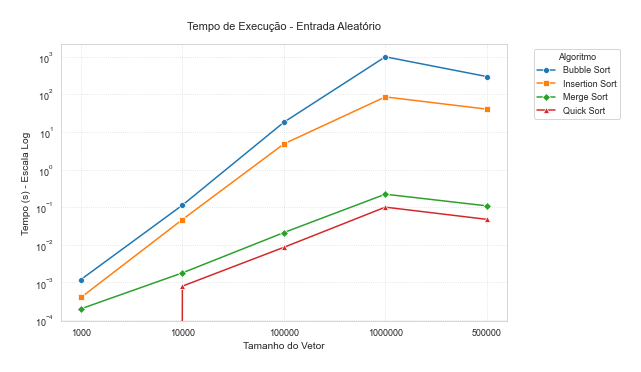 Tempo de Execução - Entrada Aleatório
Algoritmo
Bubble Sort
Insertion Sort
Merge Sort
Quick Sort
Tempo (s) - Escala Log
10³
10²
10¹
10⁰
10⁻¹
10⁻²
10⁻³
10⁻⁴
1000 10000 100000 1000000 500000
Tamanho do Vetor